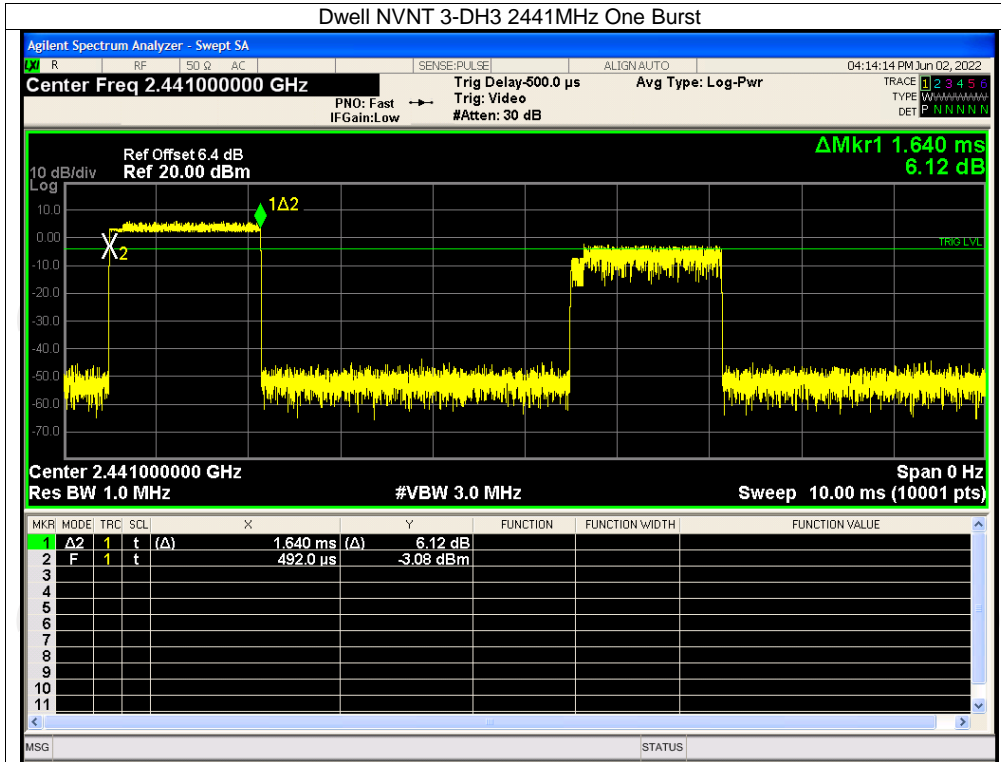 Dwell NVNT 3-DH3 2441MHz One Burst
Agilent Spectrum Analyzer - Swept SA
LXI R RF 50 Ω AC SENSE:PULSE ALIGN AUTO 04:14:14 PM Jun 02, 2022
Center Freq 2.441000000 GHz Trig Delay-500.0 µs Avg Type: Log-Pwr TRACE 1 2 3 4 5 6
PNO: Fast Trig: Video TYPE WWWWWW
IFGain:Low #Atten: 30 dB DET P N N N N N
ΔMkr1 1.640 ms
6.12 dB
Ref Offset 6.4 dB
10 dB/div Ref 20.00 dBm
Log
10.0
0.00
-10.0
-20.0
-30.0
-40.0
-50.0
-60.0
-70.0
1Δ2
2
TRIG LVL
Center 2.441000000 GHz Span 0 Hz
Res BW 1.0 MHz #VBW 3.0 MHz Sweep 10.00 ms (10001 pts)
MKR MODE TRC SCL X Y FUNCTION FUNCTION WIDTH FUNCTION VALUE
1 Δ2 1 t (Δ) 1.640 ms (Δ) 6.12 dB
2 F 1 t 492.0 µs -3.08 dBm
3
4
5
6
7
8
9
10
11
MSG STATUS